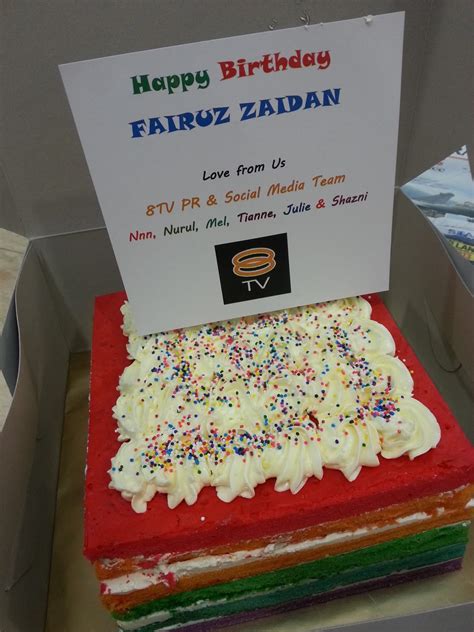 Happy Birthday
FAIRUZ ZAIDAN
Love from Us
8TV PR & Social Media Team
Nnn, Nurul, Mel, Tianne, Julie & Shazni
8
TV